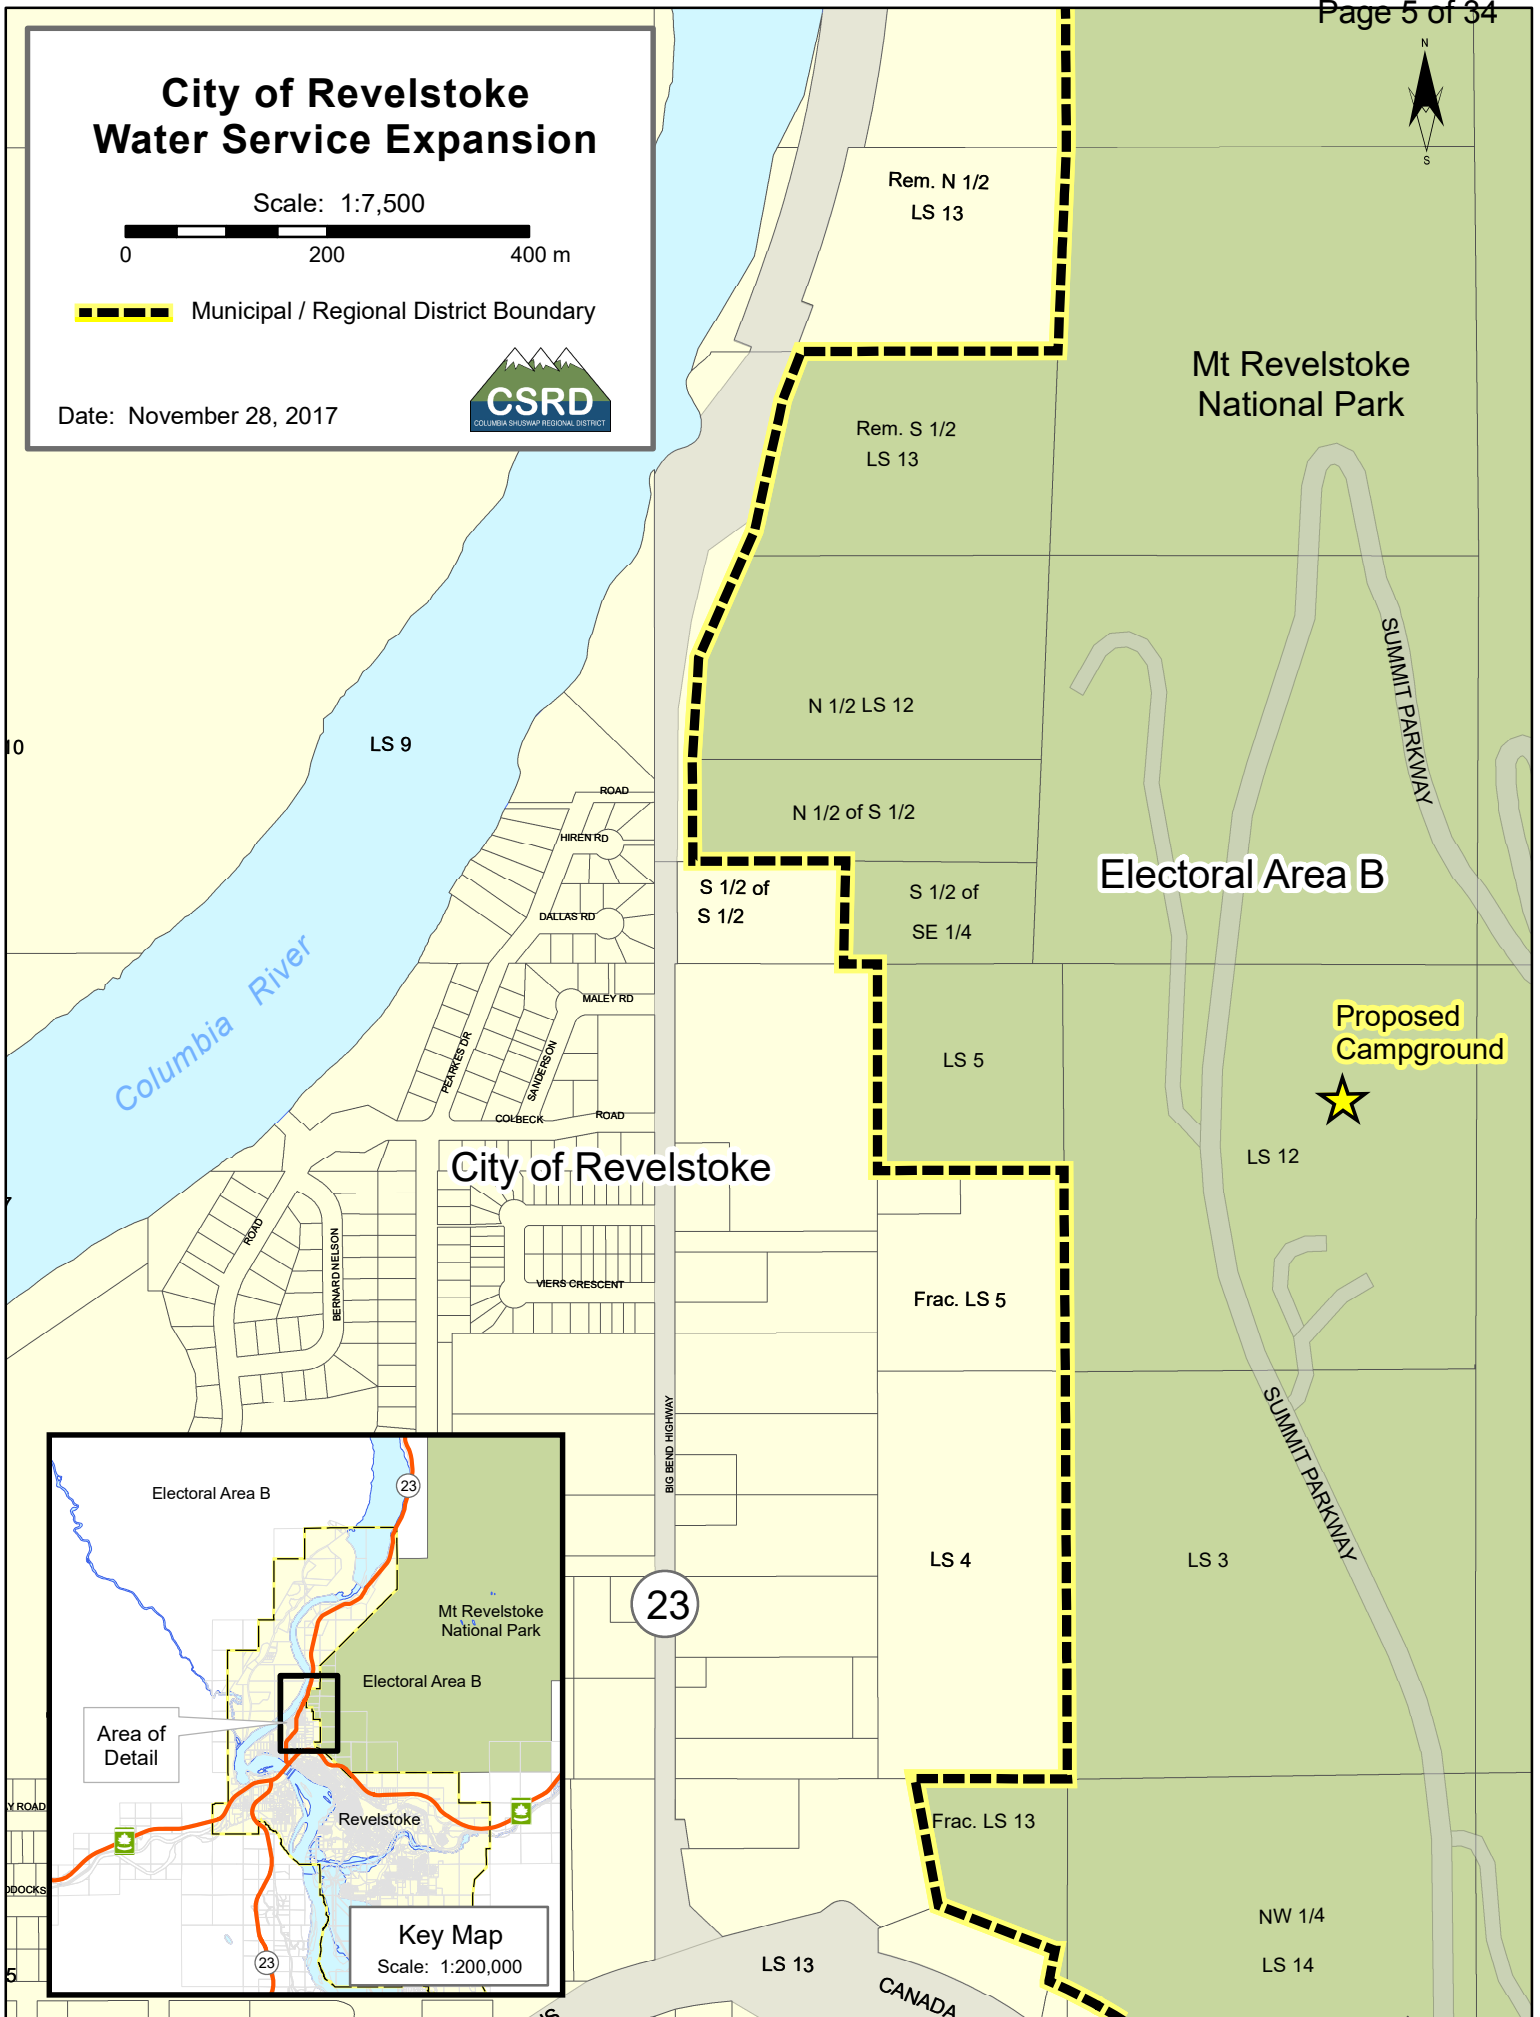 Page 5 of 34
City of Revelstoke
Water Service Expansion
Scale: 1:7,500
0 200 400 m
Municipal / Regional District Boundary
Date: November 28, 2017
CSRD
COLUMBIA SHUSWAP REGIONAL DISTRICT
N
S
Rem. N 1/2
LS 13
Mt Revelstoke
National Park
Rem. S 1/2
LS 13
SUMMIT PARKWAY
N 1/2 LS 12
10
LS 9
ROAD
N 1/2 of S 1/2
HIREN RD
Electoral Area B
S 1/2 of
S 1/2
S 1/2 of
SE 1/4
DALLAS RD
Columbia River
MALEY RD
Proposed
Campground
PEARKES DR
SANDERSON
LS 5
COLBECK ROAD
City of Revelstoke
LS 12
7
ROAD
BERNARD NELSON
VIERS CRESCENT
Frac. LS 5
BIG BEND HIGHWAY
SUMMIT PARKWAY
LS 4
LS 3
23
Electoral Area B
23
Mt Revelstoke
National Park
Electoral Area B
Area of
Detail
Revelstoke
Key Map
Scale: 1:200,000
23
Y ROAD
DDOCKS
5
Frac. LS 13
NW 1/4
LS 14
LS 13
CANADA